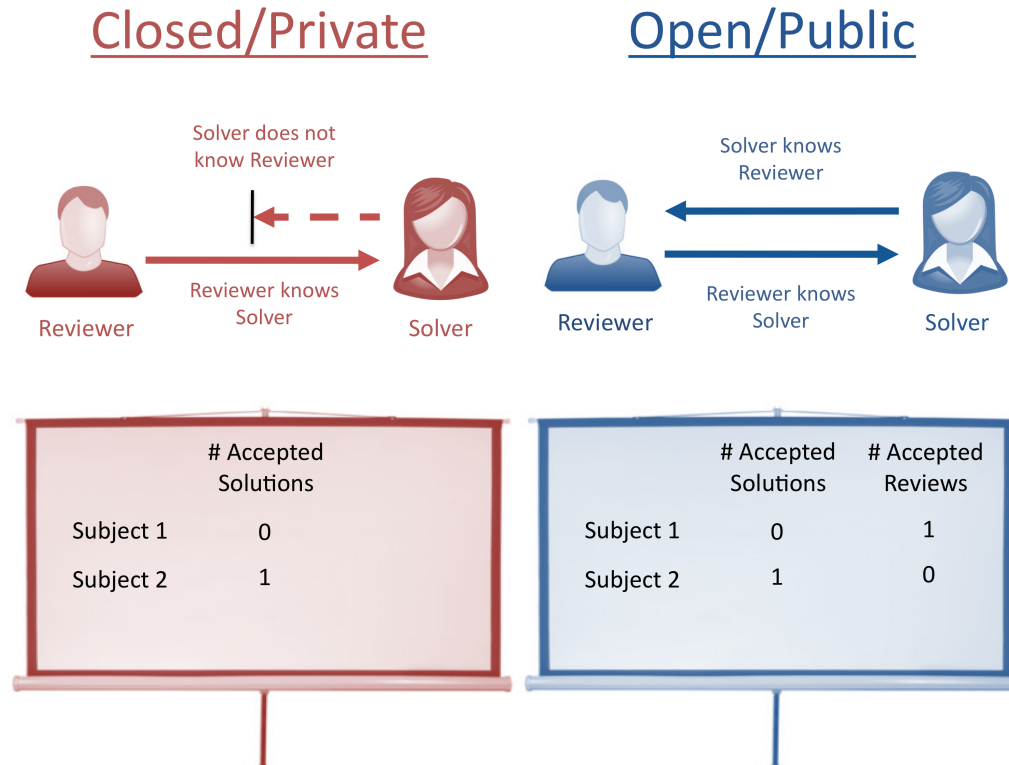 Closed/Private
Solver does not
know Reviewer
Reviewer knows
Solver
Reviewer
Solver
Open/Public
Solver knows
Reviewer
Reviewer knows
Solver
Reviewer
Solver
# Accepted
Solutions
Subject 1 0
Subject 2 1
# Accepted # Accepted
Solutions Reviews
Subject 1 0 1
Subject 2 1 0